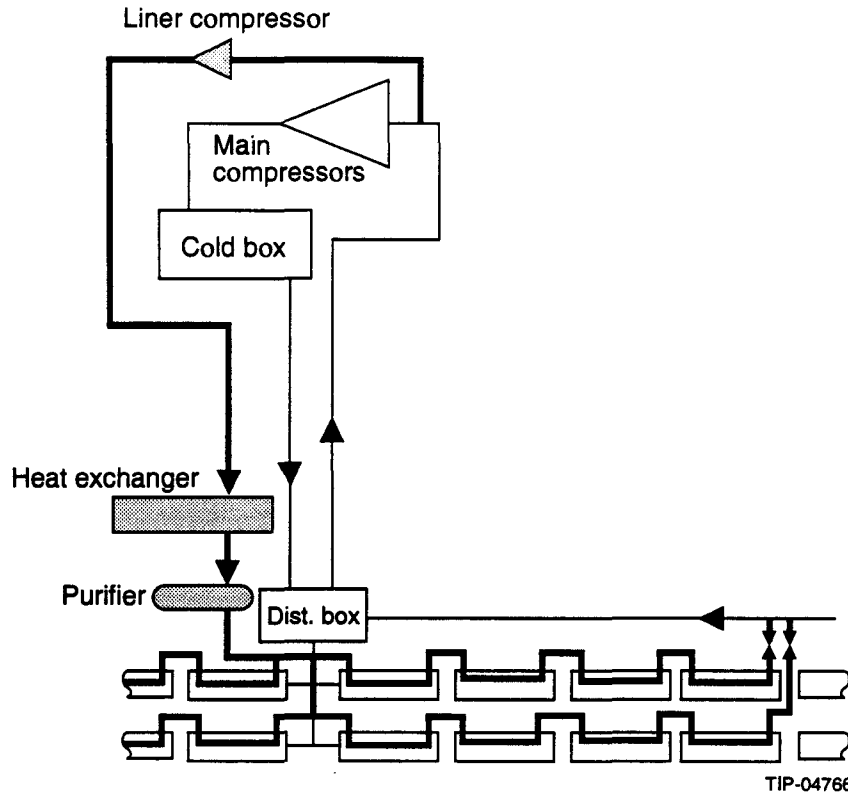 Liner compressor
Main
compressors
Cold box
Heat exchanger
Purifier
Dist. box
TIP-04766